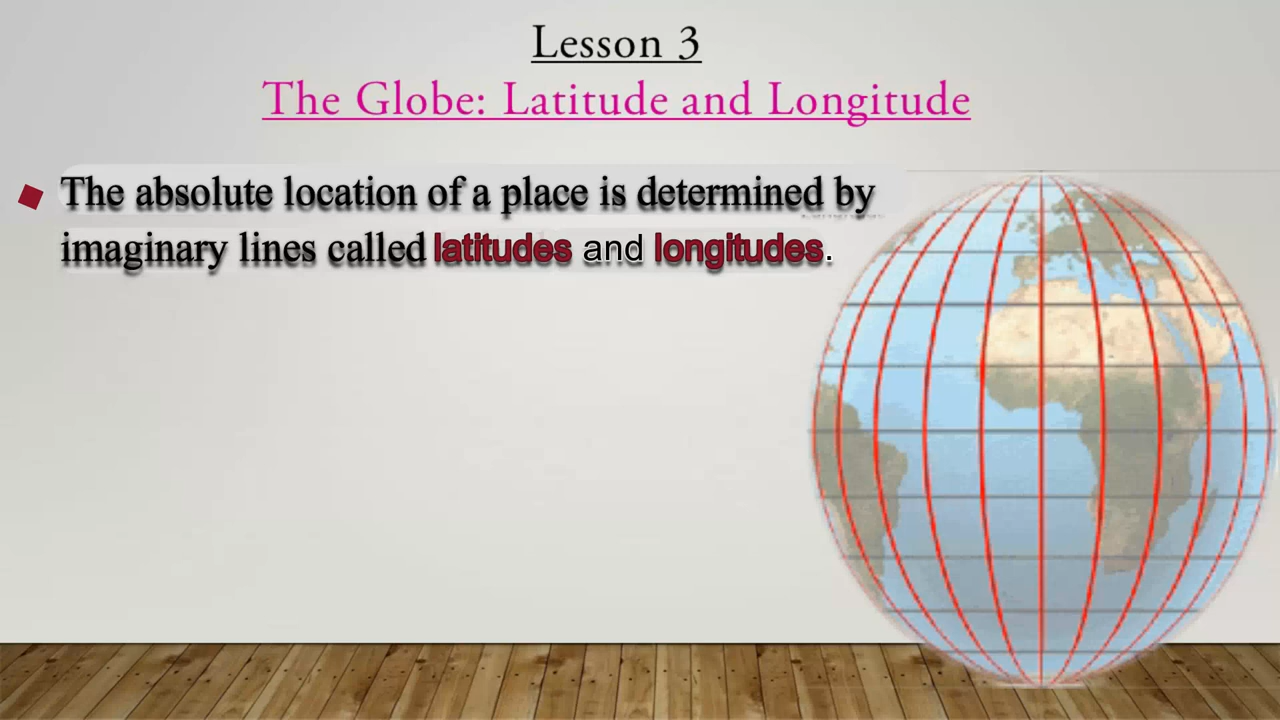 Lesson 3
The Globe: Latitude and Longitude
The absolute location of a place is determined by
imaginary lines called latitudes and longitudes.